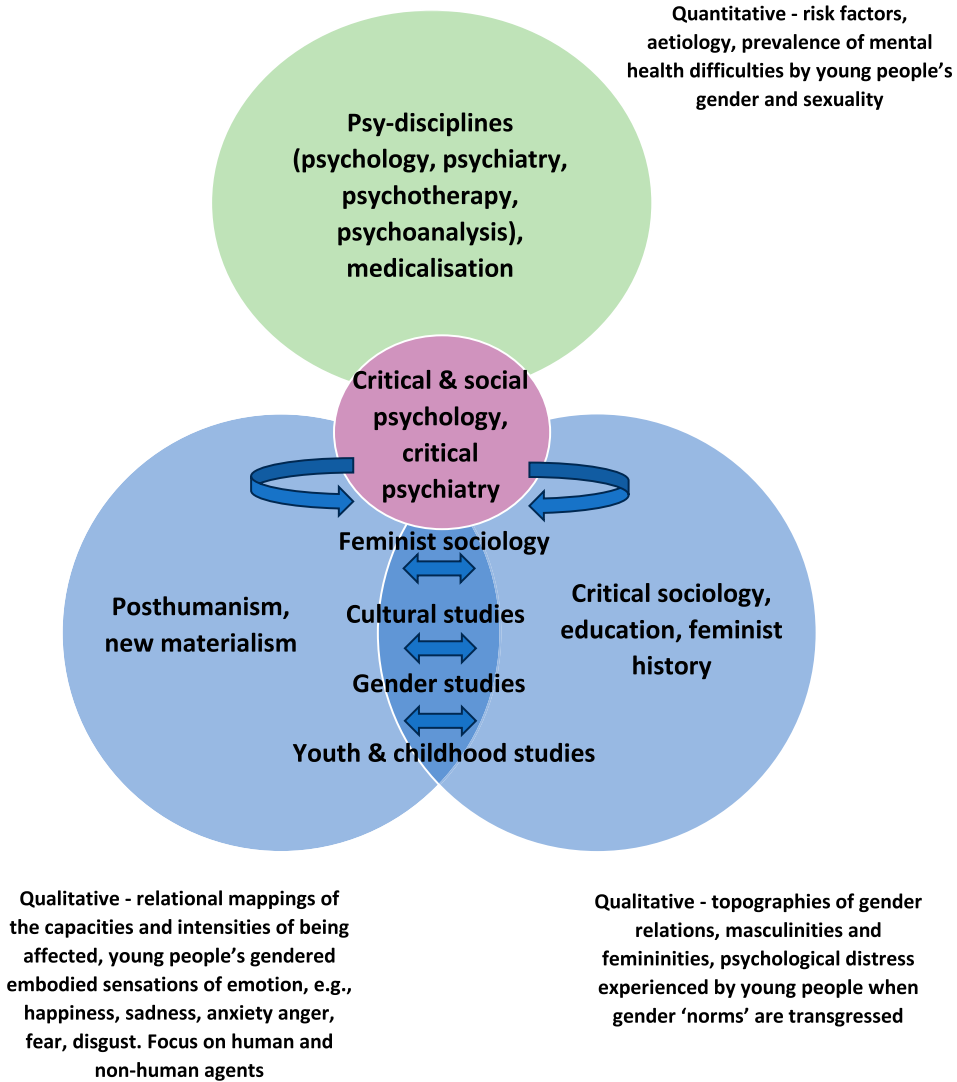 Quantitative - risk factors,
aetiology, prevalence of mental
health difficulties by young people’s
gender and sexuality
Psy-disciplines
(psychology, psychiatry,
psychotherapy,
psychoanalysis),
medicalisation
Critical & social
psychology,
critical
psychiatry
Feminist sociology
Cultural studies
Gender studies
Youth & childhood studies
Posthumanism,
new materialism
Critical sociology,
education, feminist
history
Qualitative - relational mappings of
the capacities and intensities of being
affected, young people’s gendered
embodied sensations of emotion, e.g.,
happiness, sadness, anxiety anger,
fear, disgust. Focus on human and
non-human agents
Qualitative - topographies of gender
relations, masculinities and
femininities, psychological distress
experienced by young people when
gender ‘norms’ are transgressed